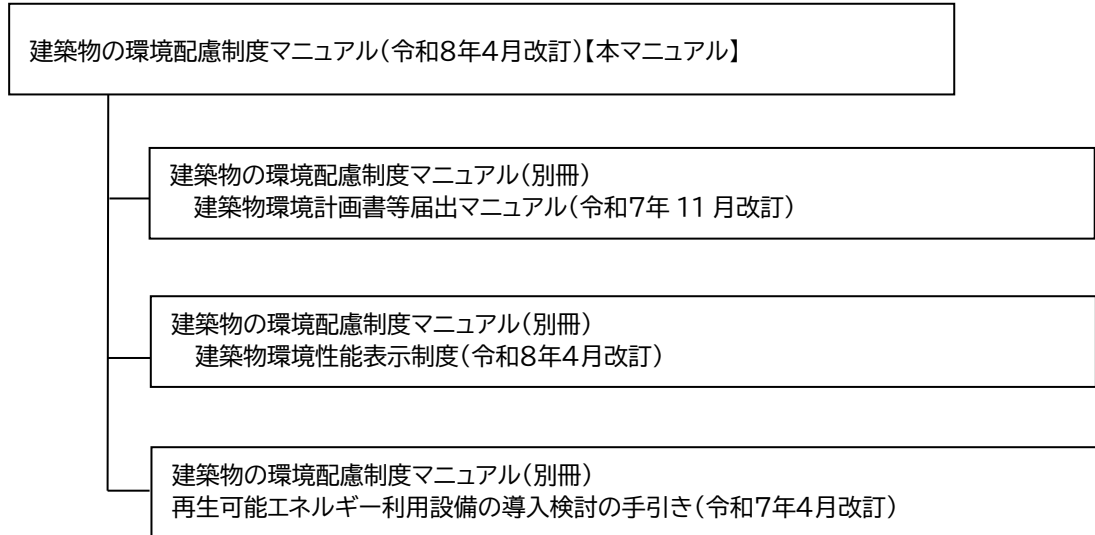 建築物の環境配慮制度マニュアル(令和8年4月改訂)【本マニュアル】
建築物の環境配慮制度マニュアル(別冊)
建築物環境計画書等届出マニュアル(令和7年 11 月改訂)
建築物の環境配慮制度マニュアル(別冊)
建築物環境性能表示制度(令和8年4月改訂)
建築物の環境配慮制度マニュアル(別冊)
再生可能エネルギー利用設備の導入検討の手引き(令和7年4月改訂)